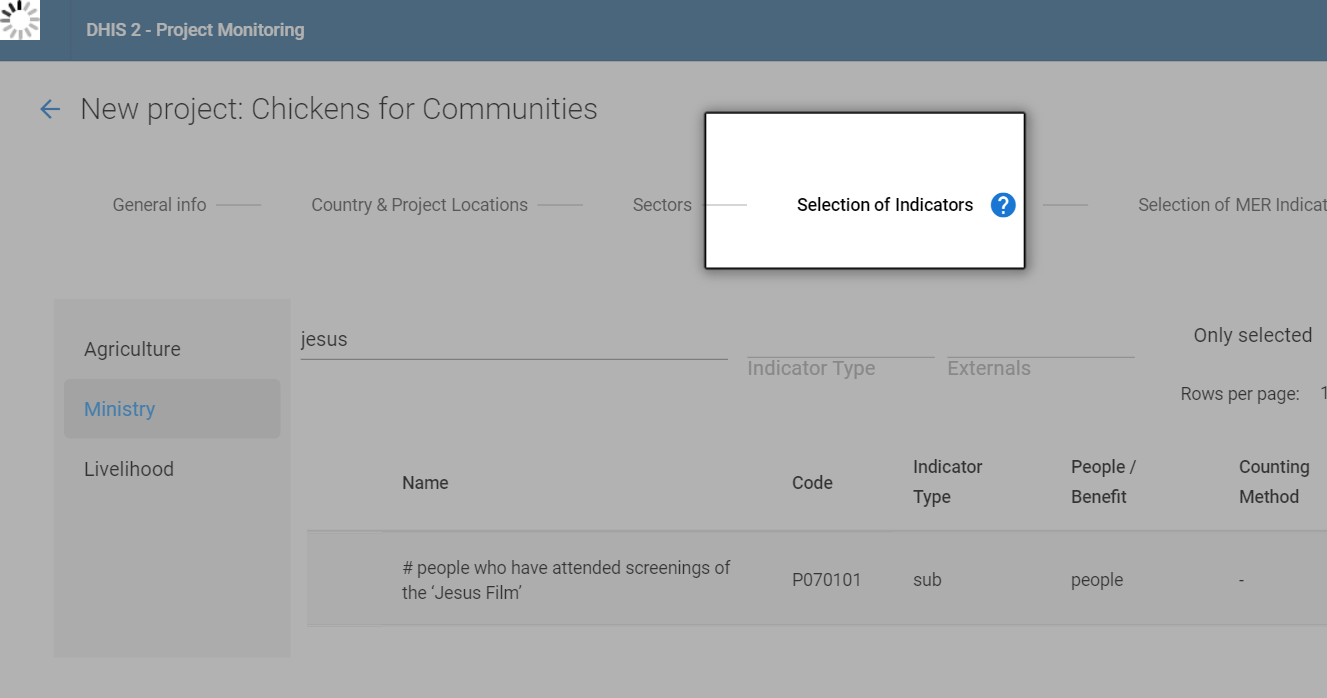 DHIS 2 - Project Monitoring
New project: Chickens for Communities
General info
Country & Project Locations
Sectors
Selection of Indicators
?
Selection of MER Indicat
Agriculture
Ministry
Livelihood
jesus
Indicator Type
Externals
Only selected
Rows per page: 1
Name
Code
Indicator
Type
People /
Benefit
Counting
Method
# people who have attended screenings of
the ‘Jesus Film’
P070101
sub
people
-